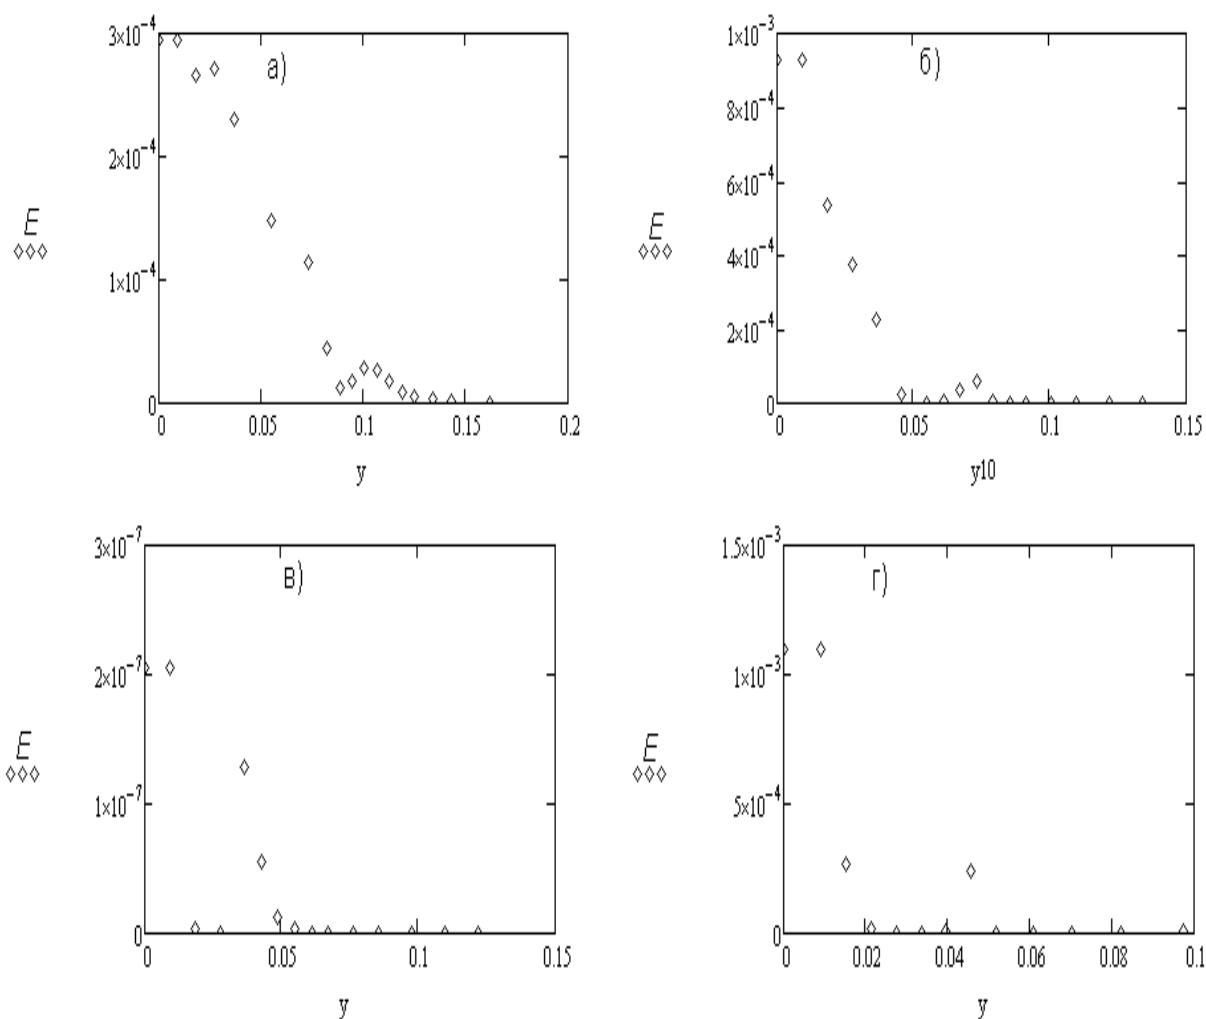 а)
3×10⁻⁴
2×10⁻⁴
1×10⁻⁴
0
E
0 0.05 0.1 0.15 0.2
y
б)
1×10⁻³
8×10⁻⁴
6×10⁻⁴
4×10⁻⁴
2×10⁻⁴
0
E
0 0.05 0.1 0.15
y10
в)
3×10⁻⁷
2×10⁻⁷
1×10⁻⁷
0
E
0 0.05 0.1 0.15
y
г)
1.5×10⁻³
1×10⁻³
5×10⁻⁴
0
E
0 0.02 0.04 0.06 0.08 0.1
y